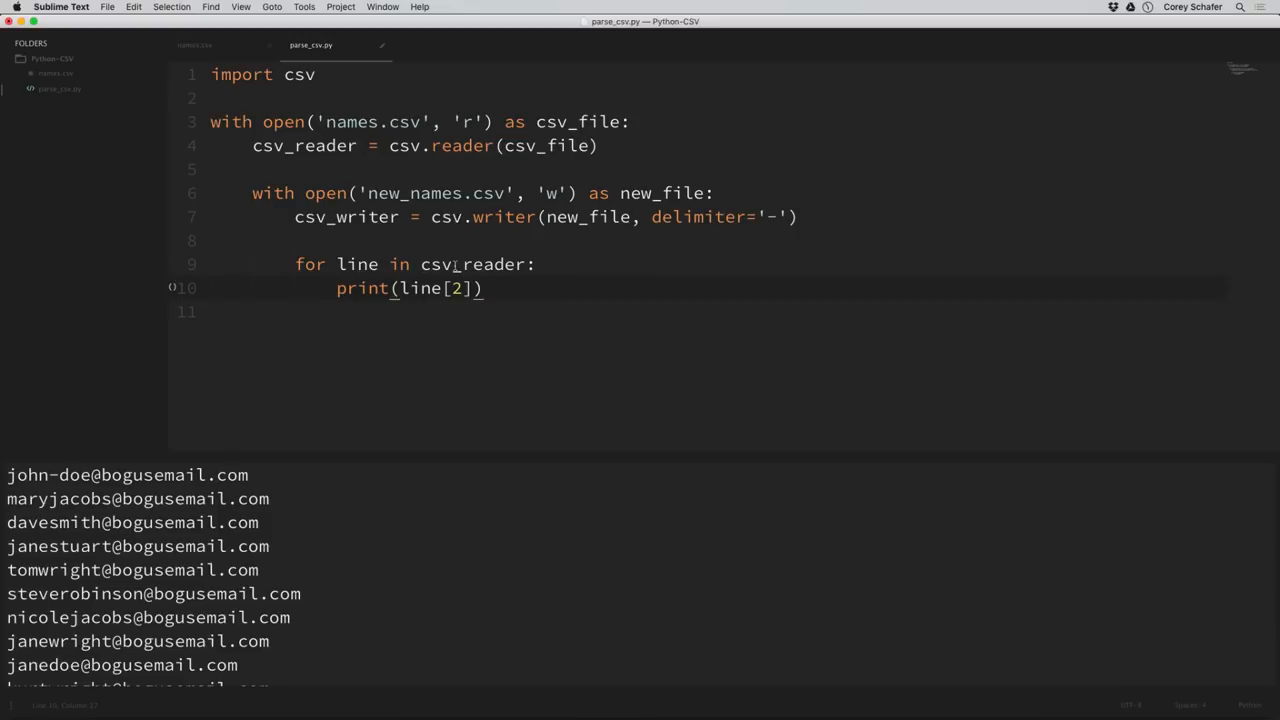 Sublime Text File Edit Selection Find View Goto Tools Project Window Help Corey Schafer
parse_csv.py — Python-CSV
FOLDERS
Python-CSV
names.csv
parse_csv.py
names.csv parse_csv.py
1 import csv
2
3 with open('names.csv', 'r') as csv_file:
4 csv_reader = csv.reader(csv_file)
5
6 with open('new_names.csv', 'w') as new_file:
7 csv_writer = csv.writer(new_file, delimiter='-')
8
9 for line in csv_reader:
10 print(line[2])
11
john-doe@bogusemail.com
maryjacobs@bogusemail.com
davesmith@bogusemail.com
janestuart@bogusemail.com
tomwright@bogusemail.com
steverobinson@bogusemail.com
nicolejacobs@bogusemail.com
janewright@bogusemail.com
janedoe@bogusemail.com
Line 10, Column 27 UTF-8 Spaces: 4 Python